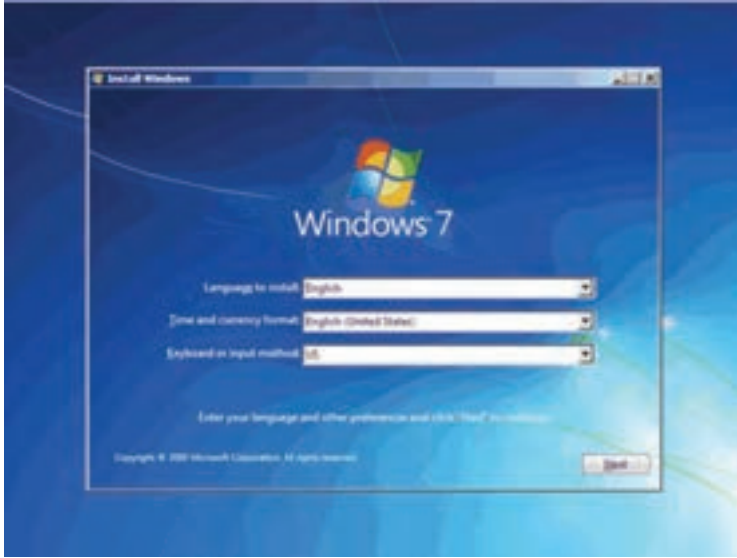 Install Windows
Windows 7
Language to install: English
Time and currency format: English (United States)
Keyboard or input method: US
Enter your language and other preferences and click "Next" to continue.
Copyright © 2009 Microsoft Corporation. All rights reserved.
Next